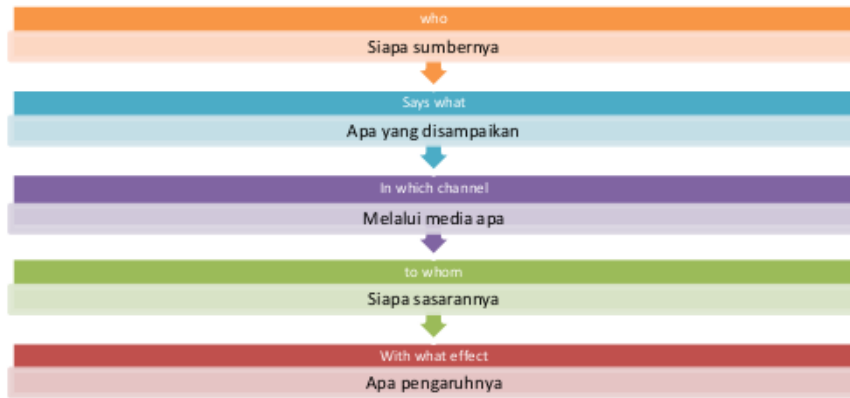 who
Siapa sumbernya
Says what
Apa yang disampaikan
In which channel
Melalui media apa
to whom
Siapa sasarannya
With what effect
Apa pengaruhnya